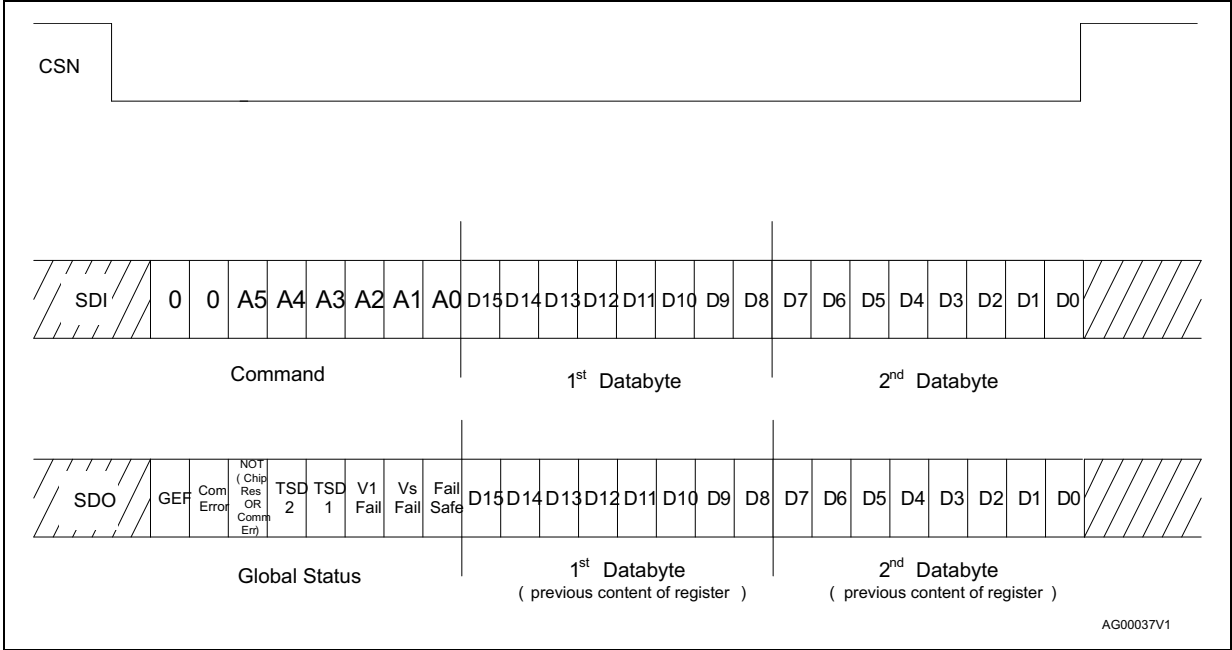 CSN
SDI 0 0 A5 A4 A3 A2 A1 A0 D15 D14 D13 D12 D11 D10 D9 D8 D7 D6 D5 D4 D3 D2 D1 D0
Command 1st Databyte 2nd Databyte
SDO GEF Com Error NOT ( Chip Res OR Comm Err) TSD 2 TSD 1 V1 Fail Vs Fail Fail Safe D15 D14 D13 D12 D11 D10 D9 D8 D7 D6 D5 D4 D3 D2 D1 D0
Global Status 1st Databyte 2nd Databyte
( previous content of register ) ( previous content of register )
AG00037V1